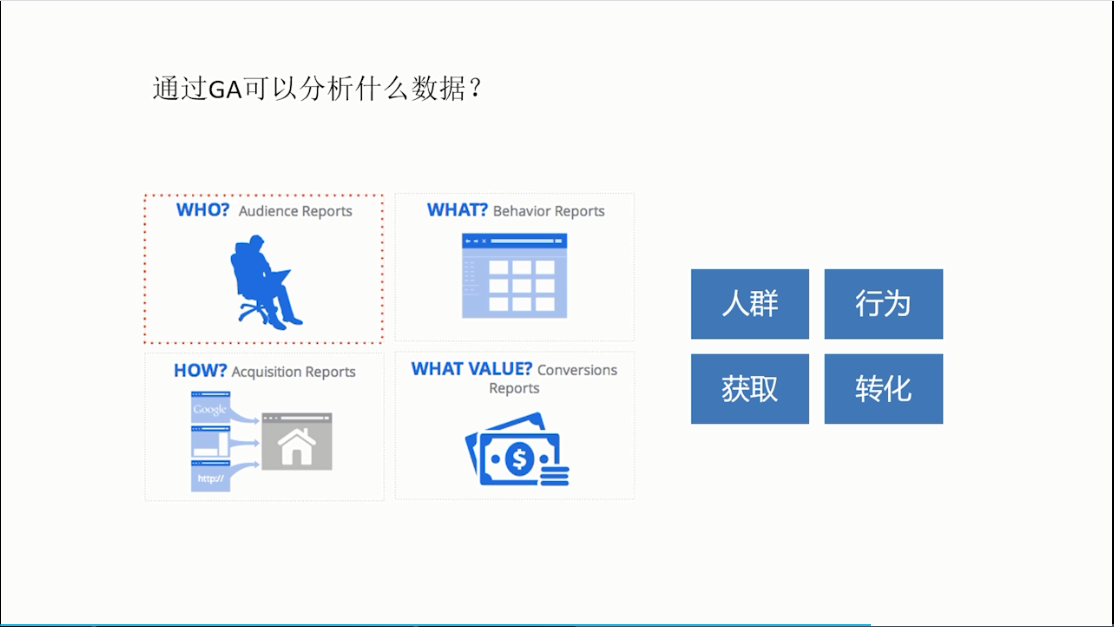 通过GA可以分析什么数据？
WHO? Audience Reports
WHAT? Behavior Reports
HOW? Acquisition Reports
Google
http://
WHAT VALUE? Conversions
Reports
$
人群
行为
获取
转化